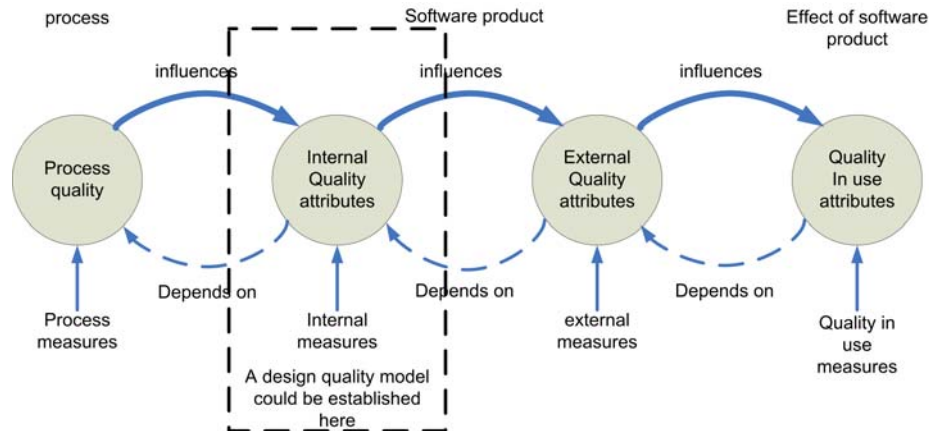 process
Software product
Effect of software
product
influences
influences
influences
Process
quality
Internal
Quality
attributes
External
Quality
attributes
Quality
In use attributes
Depends on
Depends on
Depends on
Process
measures
Internal
measures
external
measures
Quality in
use
measures
A design quality model
could be established
here